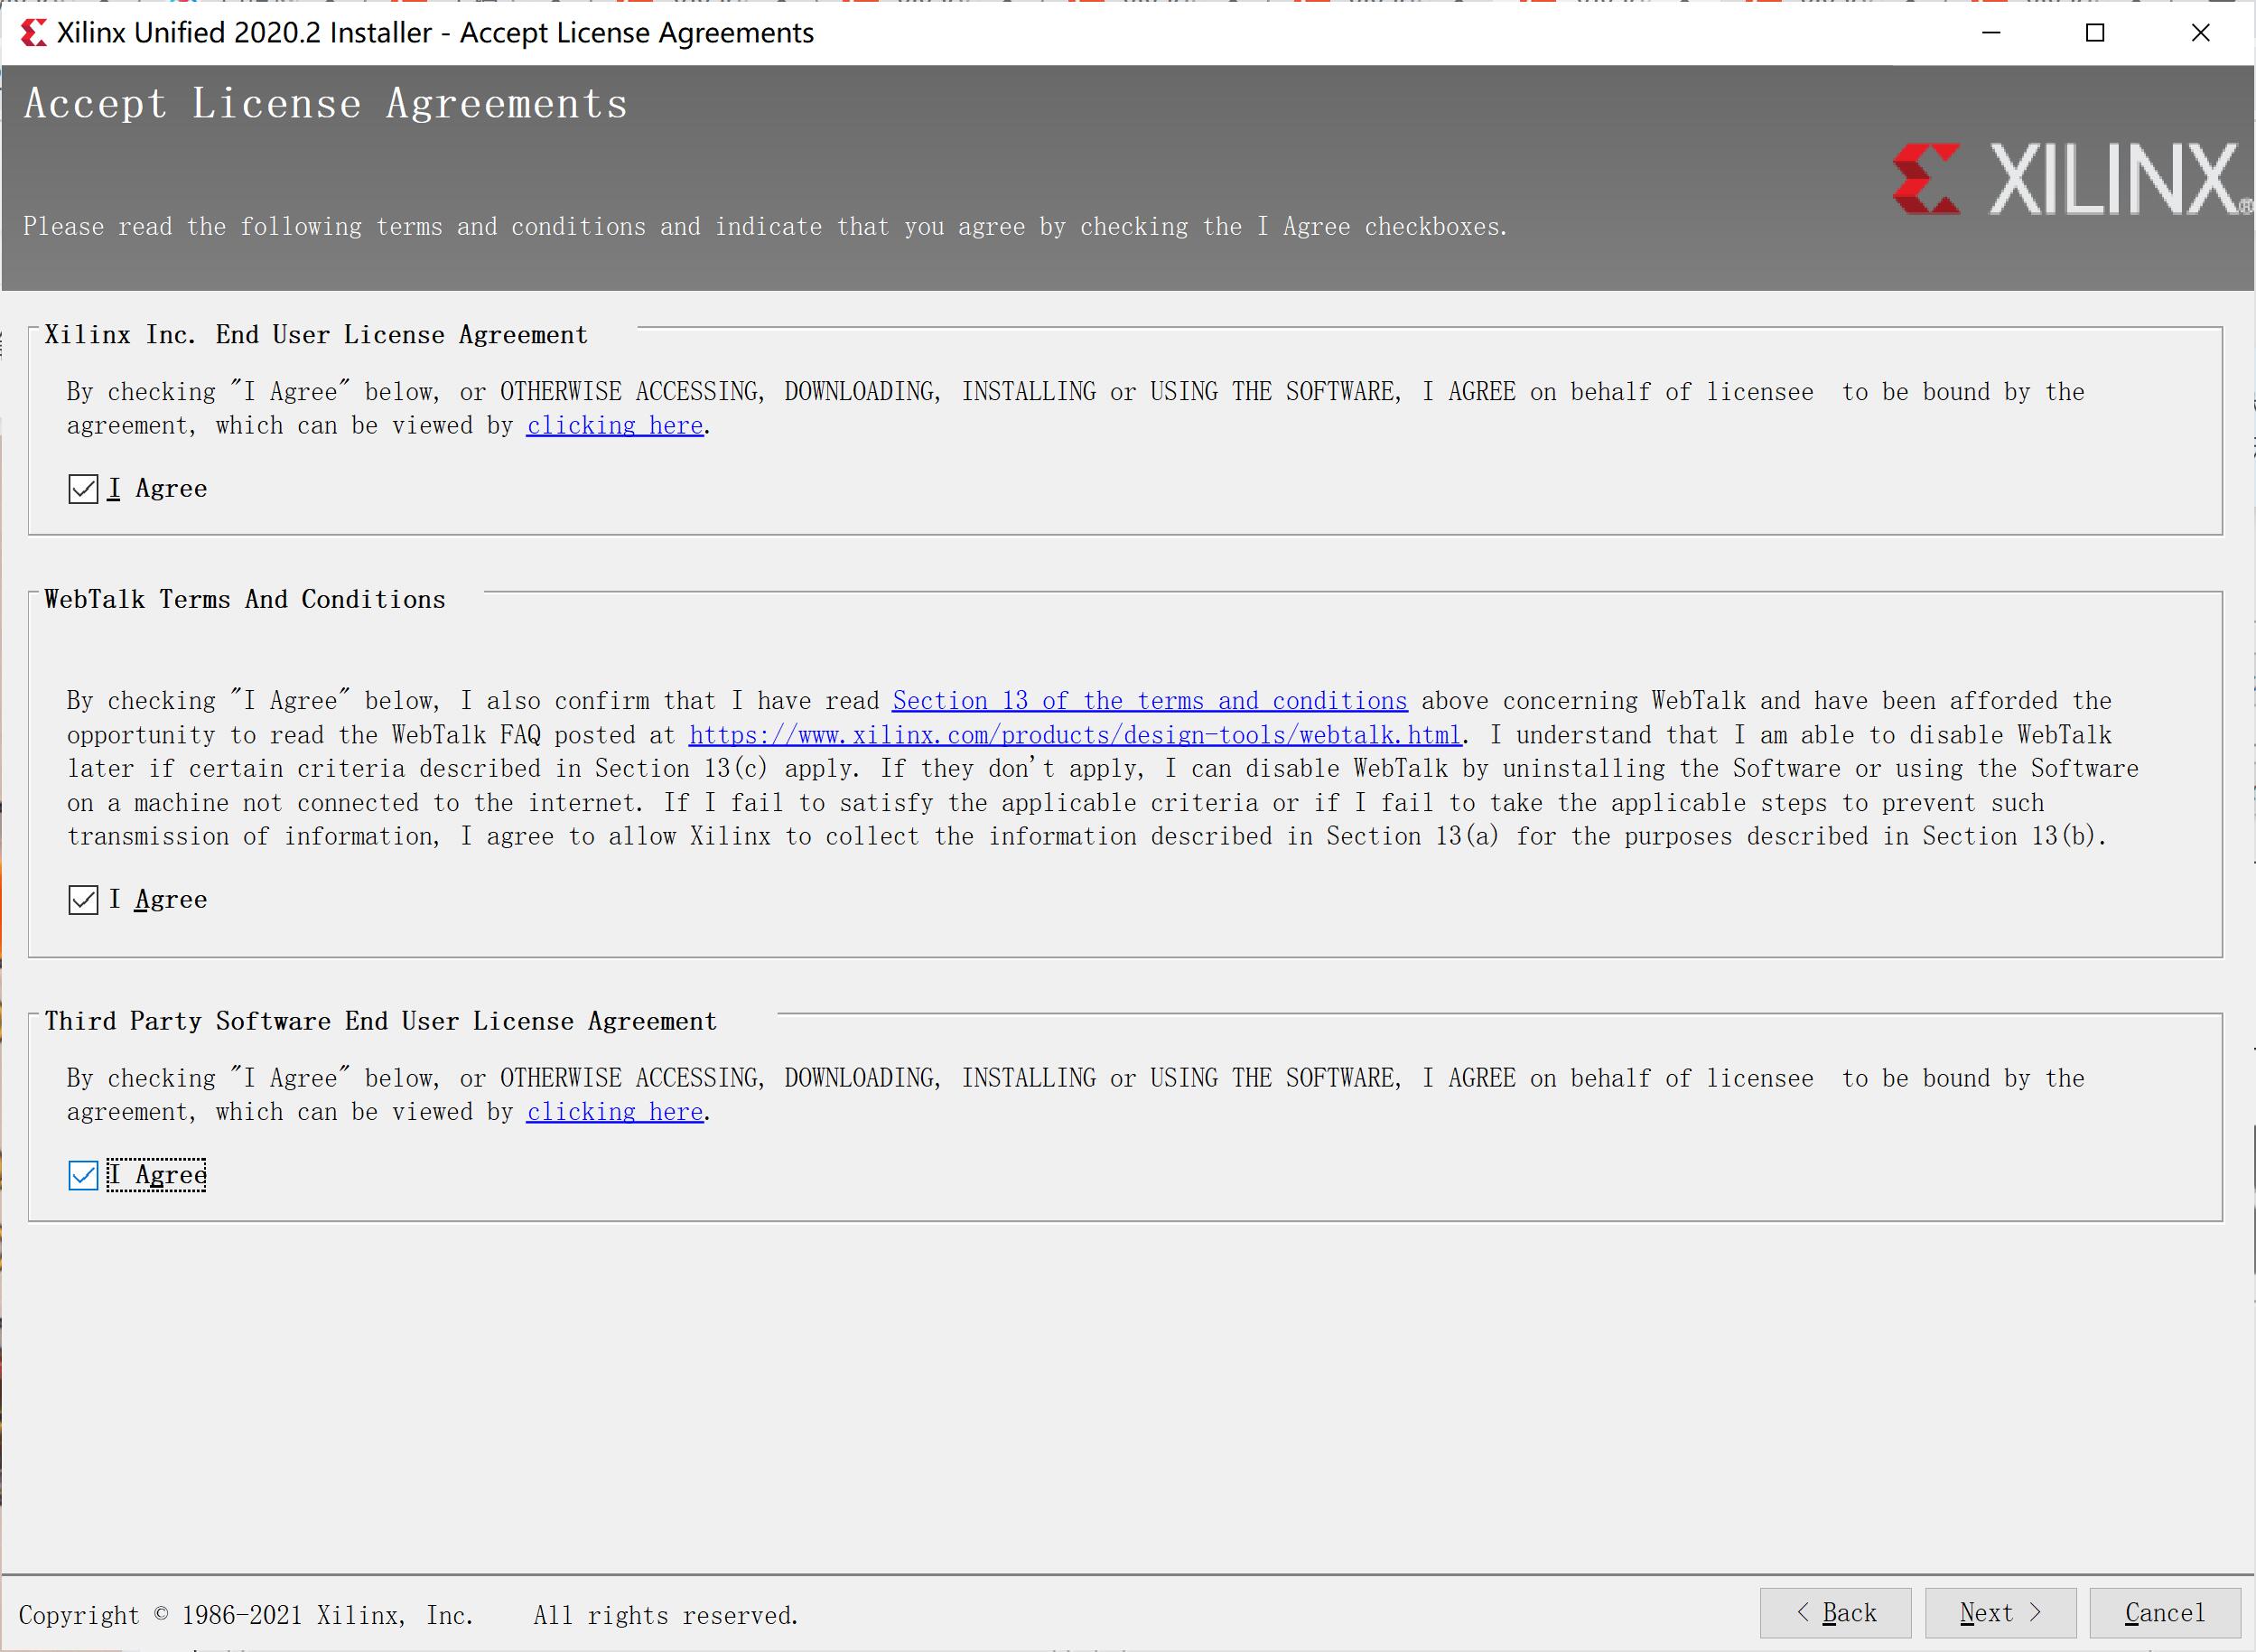 Xilinx Unified 2020.2 Installer - Accept License Agreements
Accept License Agreements
XILINX®
Please read the following terms and conditions and indicate that you agree by checking the I Agree checkboxes.
Xilinx Inc. End User License Agreement
By checking "I Agree" below, or OTHERWISE ACCESSING, DOWNLOADING, INSTALLING or USING THE SOFTWARE, I AGREE on behalf of licensee to be bound by the
agreement, which can be viewed by clicking here.
I Agree
WebTalk Terms And Conditions
By checking "I Agree" below, I also confirm that I have read Section 13 of the terms and conditions above concerning WebTalk and have been afforded the
opportunity to read the WebTalk FAQ posted at https://www.xilinx.com/products/design-tools/webtalk.html. I understand that I am able to disable WebTalk
later if certain criteria described in Section 13(c) apply. If they don't apply, I can disable WebTalk by uninstalling the Software or using the Software
on a machine not connected to the internet. If I fail to satisfy the applicable criteria or if I fail to take the applicable steps to prevent such
transmission of information, I agree to allow Xilinx to collect the information described in Section 13(a) for the purposes described in Section 13(b).
I Agree
Third Party Software End User License Agreement
By checking "I Agree" below, or OTHERWISE ACCESSING, DOWNLOADING, INSTALLING or USING THE SOFTWARE, I AGREE on behalf of licensee to be bound by the
agreement, which can be viewed by clicking here.
I Agree
Copyright © 1986-2021 Xilinx, Inc. All rights reserved.
< Back
Next >
Cancel